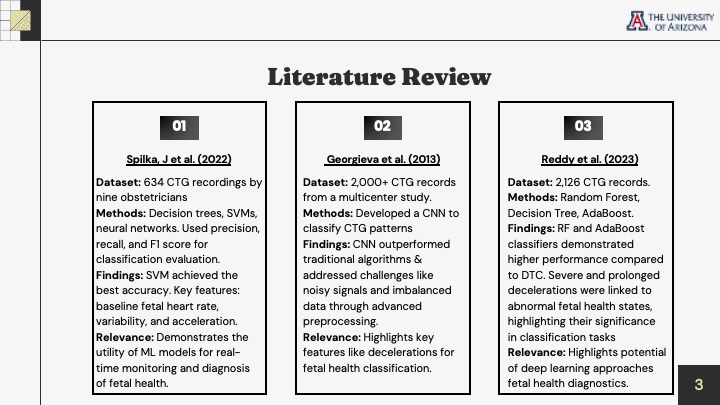 THE UNIVERSITY
OF ARIZONA
Literature Review
01
Spilka, J et al. (2022)
Dataset: 634 CTG recordings by
nine obstetricians
Methods: Decision trees, SVMs,
neural networks. Used precision,
recall, and F1 score for
classification evaluation.
Findings: SVM achieved the
best accuracy. Key features:
baseline fetal heart rate,
variability, and acceleration.
Relevance: Demonstrates the
utility of ML models for real-
time monitoring and diagnosis
of fetal health.
02
Georgieva et al. (2013)
Dataset: 2,000+ CTG records
from a multicenter study.
Methods: Developed a CNN to
classify CTG patterns
Findings: CNN outperformed
traditional algorithms &
addressed challenges like
noisy signals and imbalanced
data through advanced
preprocessing.
Relevance: Highlights key
features like decelerations for
fetal health classification.
03
Reddy et al. (2023)
Dataset: 2,126 CTG records.
Methods: Random Forest,
Decision Tree, AdaBoost.
Findings: RF and AdaBoost
classifiers demonstrated
higher performance compared
to DTC. Severe and prolonged
decelerations were linked to
abnormal fetal health states,
highlighting their significance
in classification tasks
Relevance: Highlights potential
of deep learning approaches
fetal health diagnostics.
3